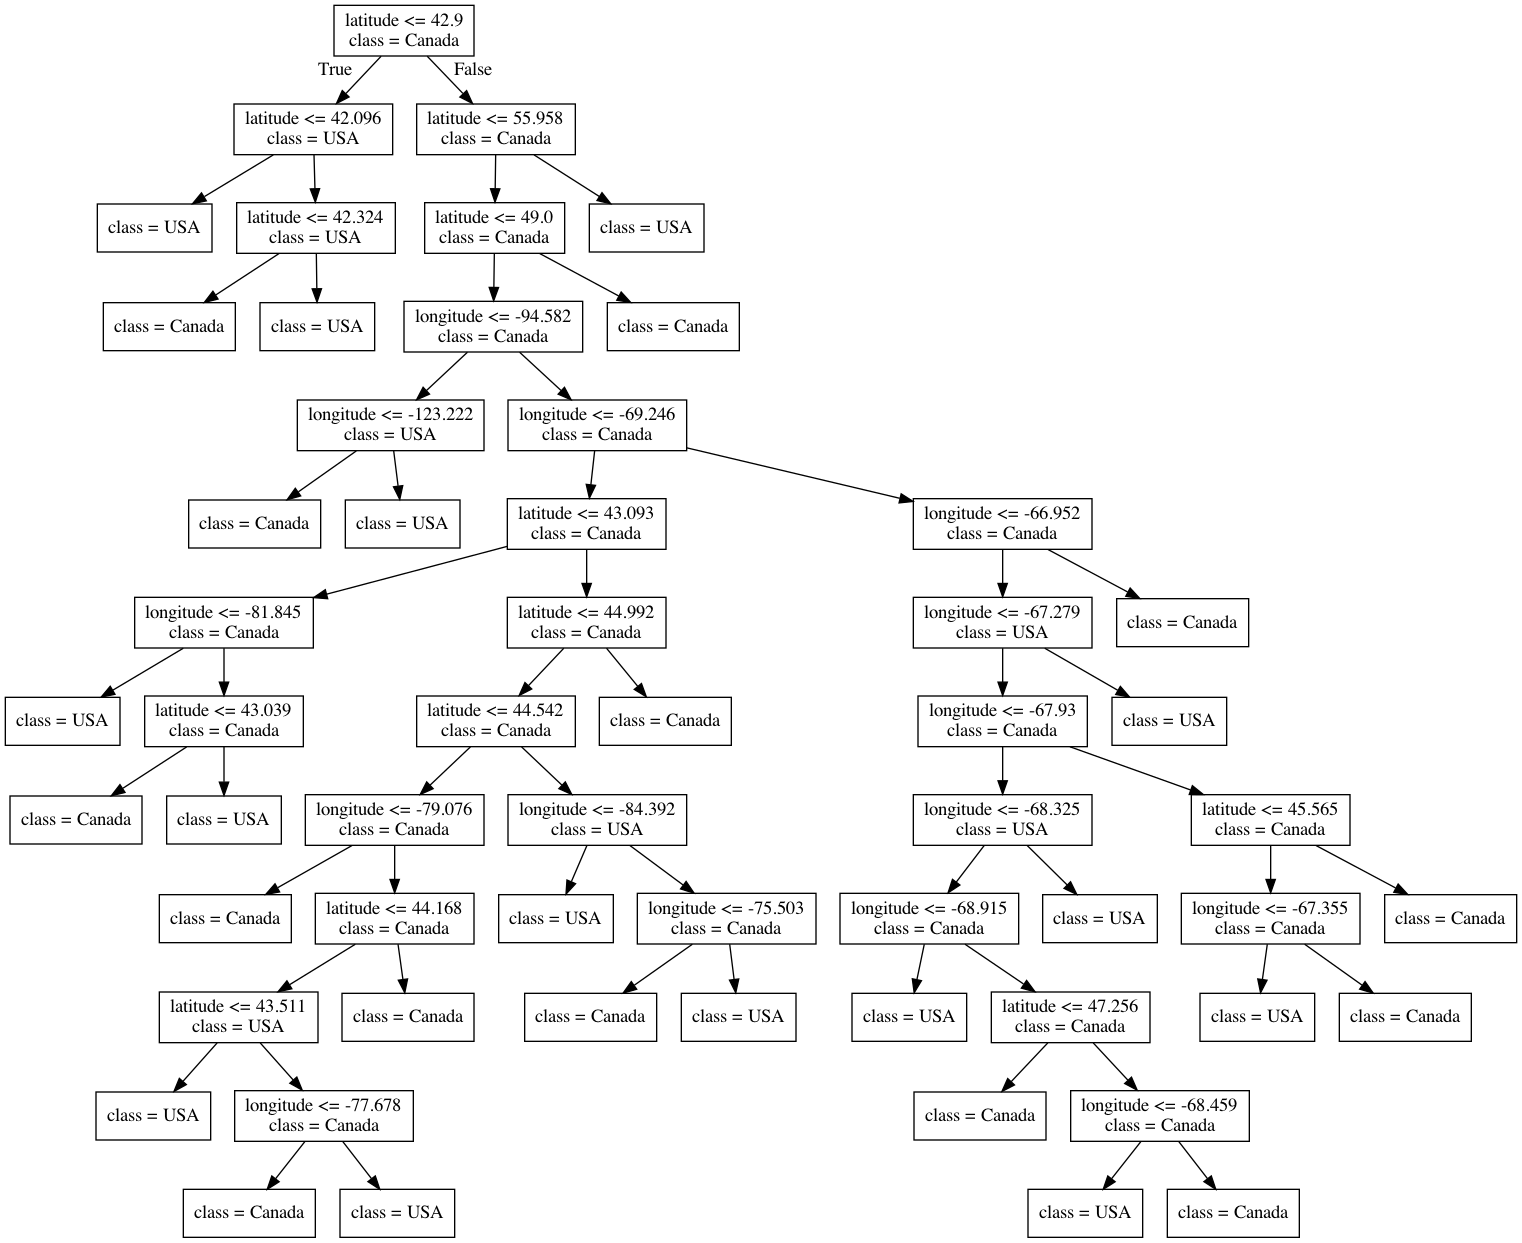 latitude <= 42.9
class = Canada
True
False
latitude <= 42.096
class = USA
latitude <= 55.958
class = Canada
class = USA
latitude <= 42.324
class = USA
latitude <= 49.0
class = Canada
class = USA
class = Canada
class = USA
longitude <= -94.582
class = Canada
class = Canada
longitude <= -123.222
class = USA
longitude <= -69.246
class = Canada
class = Canada
class = USA
latitude <= 43.093
class = Canada
longitude <= -66.952
class = Canada
longitude <= -81.845
class = Canada
latitude <= 44.992
class = Canada
longitude <= -67.279
class = USA
class = Canada
class = USA
latitude <= 43.039
class = Canada
latitude <= 44.542
class = Canada
class = Canada
longitude <= -67.93
class = Canada
class = USA
class = Canada
class = USA
longitude <= -79.076
class = Canada
longitude <= -84.392
class = USA
longitude <= -68.325
class = USA
latitude <= 45.565
class = Canada
class = Canada
latitude <= 44.168
class = Canada
class = USA
longitude <= -75.503
class = Canada
longitude <= -68.915
class = Canada
class = USA
longitude <= -67.355
class = Canada
class = Canada
latitude <= 43.511
class = USA
class = Canada
class = Canada
class = USA
class = USA
latitude <= 47.256
class = Canada
class = USA
class = Canada
class = USA
longitude <= -77.678
class = Canada
class = Canada
longitude <= -68.459
class = Canada
class = Canada
class = USA
class = USA
class = Canada